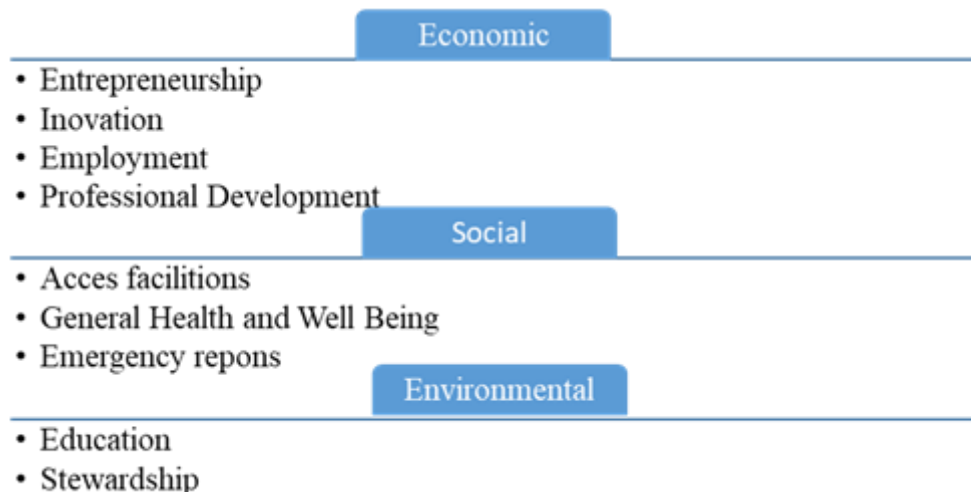 Economic
• Entrepreneurship
• Inovation
• Employment
• Professional Development
Social
• Acces facilitions
• General Health and Well Being
• Emergency repons
Environmental
• Education
• Stewardship